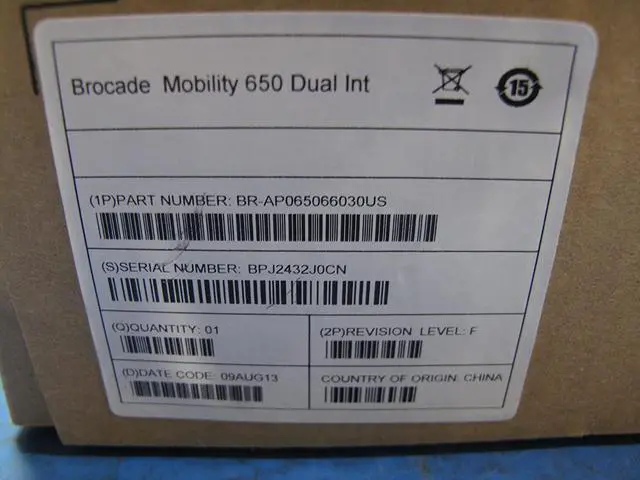 Brocade Mobility 650 Dual Int
15
(1P)PART NUMBER: BR-AP065066030US
(S)SERIAL NUMBER: BPJ2432J0CN
(Q)QUANTITY: 01
(2P)REVISION LEVEL: F
(D)DATE CODE: 09AUG13
COUNTRY OF ORIGIN: CHINA